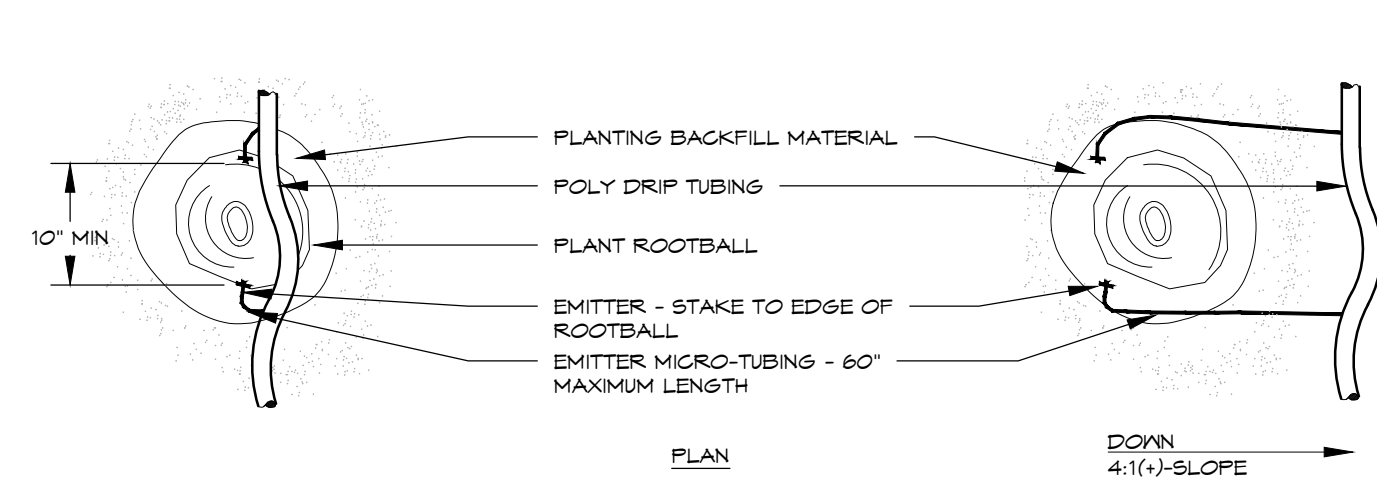 PLANTING BACKFILL MATERIAL
POLY DRIP TUBING
10" MIN
PLANT ROOTBALL
EMITTER - STAKE TO EDGE OF
ROOTBALL
EMITTER MICRO-TUBING - 60"
MAXIMUM LENGTH
PLAN
DOWN
4:1(+)-SLOPE